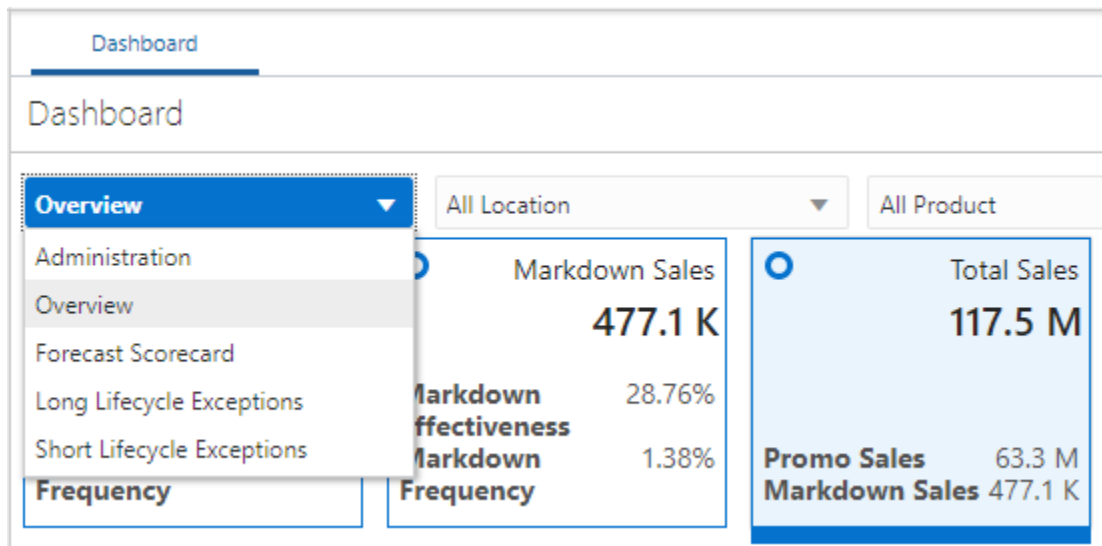 Dashboard
Dashboard
Overview
All Location
All Product
Administration
Overview
Forecast Scorecard
Long Lifecycle Exceptions
Short Lifecycle Exceptions
Frequency
Markdown Sales
477.1 K
Markdown 28.76%
Effectiveness
Markdown 1.38%
Frequency
Total Sales
117.5 M
Promo Sales 63.3 M
Markdown Sales 477.1 K